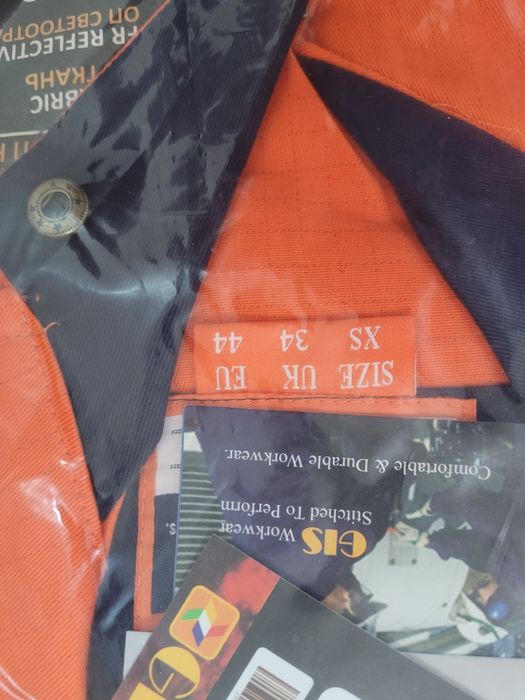 GIS Workwear
Stitched To Perform
Comfortable & Durable Workwear.
SIZE UK EU
XS 34 44
BRIC
ТКАНЬ
FR REFLECTIV
ОП СВЕТООТРА